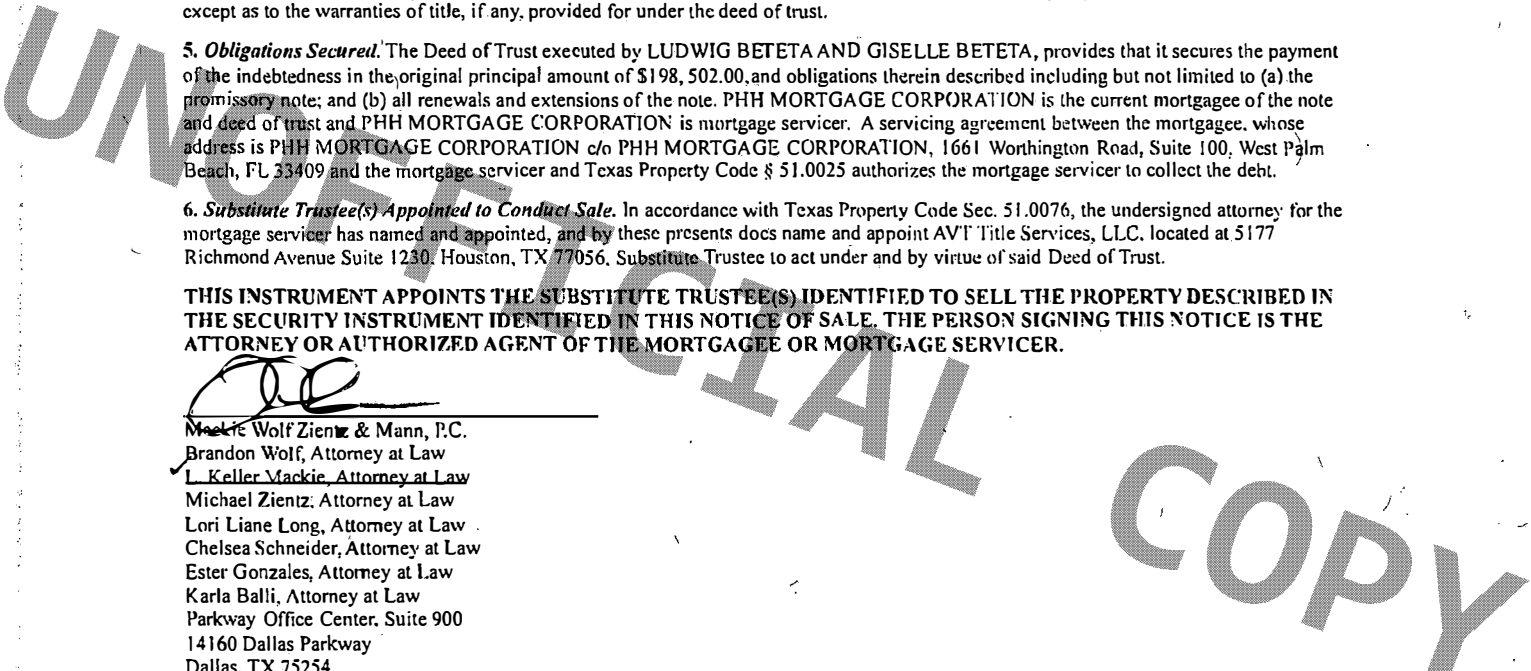 except as to the warranties of title, if any, provided for under the deed of trust.
5. Obligations Secured. The Deed of Trust executed by LUDWIG BETETA AND GISELLE BETETA, provides that it secures the payment
of the indebtedness in the original principal amount of $198, 502.00, and obligations therein described including but not limited to (a) the
promissory note; and (b) all renewals and extensions of the note. PHH MORTGAGE CORPORATION is the current mortgagee of the note
and deed of trust and PHH MORTGAGE CORPORATION is mortgage servicer. A servicing agreement between the mortgagee, whose
address is PHH MORTGAGE CORPORATION c/o PHH MORTGAGE CORPORATION, 1661 Worthington Road, Suite 100, West Palm
Beach, FL 33409 and the mortgage servicer and Texas Property Code § 51.0025 authorizes the mortgage servicer to collect the debt.
6. Substitute Trustee(s) Appointed to Conduct Sale. In accordance with Texas Property Code Sec. 51.0076, the undersigned attorney for the
mortgage servicer has named and appointed, and by these presents does name and appoint AVT Title Services, LLC, located at 5177
Richmond Avenue Suite 1230, Houston, TX 77056, Substitute Trustee to act under and by virtue of said Deed of Trust.
THIS INSTRUMENT APPOINTS THE SUBSTITUTE TRUSTEE(S) IDENTIFIED TO SELL THE PROPERTY DESCRIBED IN
THE SECURITY INSTRUMENT IDENTIFIED IN THIS NOTICE OF SALE. THE PERSON SIGNING THIS NOTICE IS THE
ATTORNEY OR AUTHORIZED AGENT OF THE MORTGAGEE OR MORTGAGE SERVICER.
Mackie Wolf Zientz & Mann, P.C.
Brandon Wolf, Attorney at Law
L. Keller Mackie, Attorney at Law
Michael Zientz, Attorney at Law
Lori Liane Long, Attorney at Law
Chelsea Schneider, Attorney at Law
Ester Gonzales, Attorney at Law
Karla Balli, Attorney at Law
Parkway Office Center, Suite 900
14160 Dallas Parkway
Dallas, TX 75254
UNOFFICIAL COPY